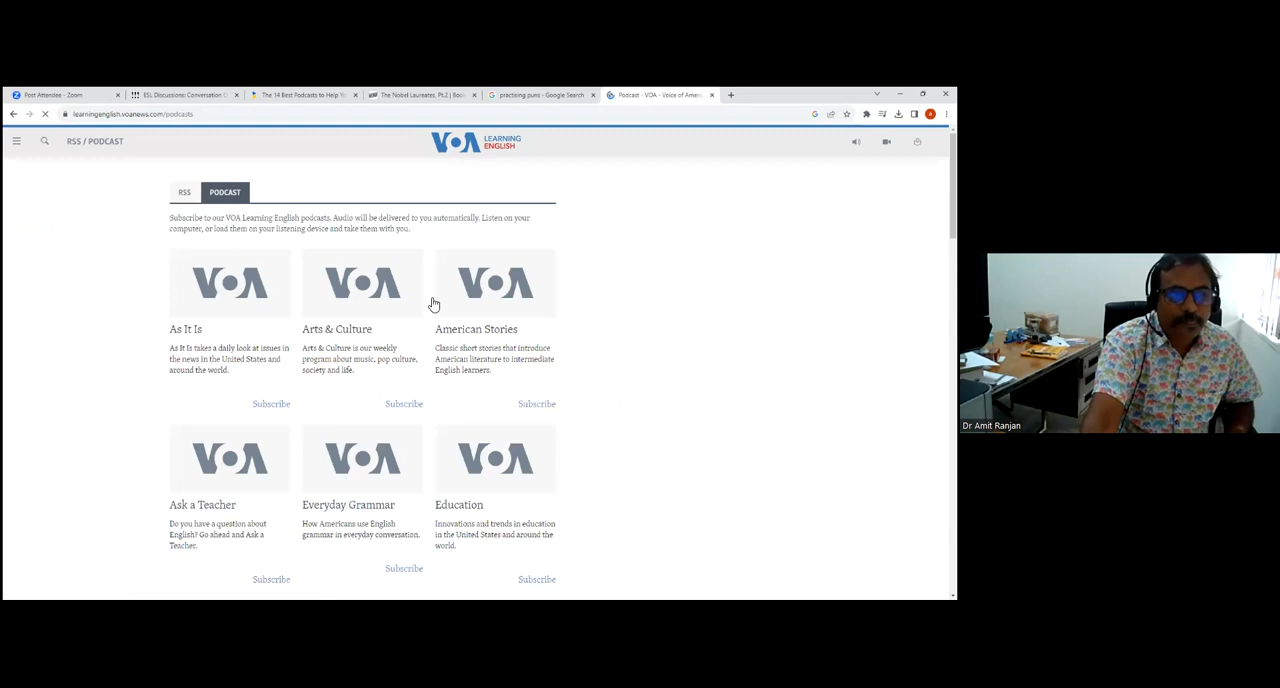 Post Attendee - Zoom
ESL Discussions: Conversation Q
The 14 Best Podcasts to Help Yo
The Nobel Laureates, Pt.2 | Boo
practising puns - Google Search
Podcast - VOA - Voice of Ameri
learningenglish.voanews.com/podcasts
RSS / PODCAST
VOA LEARNING
ENGLISH
RSS
PODCAST
Subscribe to our VOA Learning English podcasts. Audio will be delivered to you automatically. Listen on your
computer, or load them on your listening device and take them with you.
VOA
VOA
VOA
As It Is
Arts & Culture
American Stories
As It Is takes a daily look at issues in
the news in the United States and
around the world.
Arts & Culture is our weekly
program about music, pop culture,
society and life.
Classic short stories that introduce
American literature to intermediate
English learners.
Subscribe
Subscribe
Subscribe
VOA
VOA
VOA
Ask a Teacher
Everyday Grammar
Education
Do you have a question about
English? Go ahead and Ask a
Teacher.
How Americans use English
grammar in everyday conversation.
Innovations and trends in education
in the United States and around the
world.
Subscribe
Subscribe
Subscribe
Dr Amit Ranjan